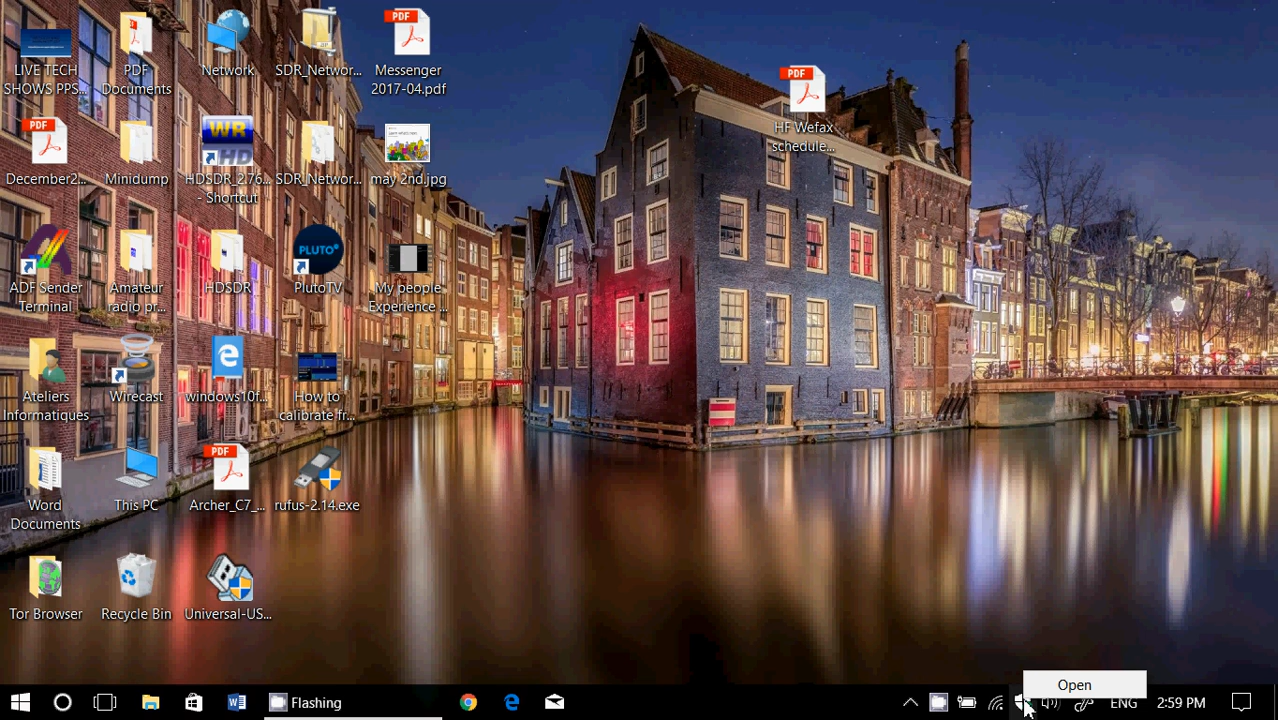 LIVE TECH
SHOWS PPS...
PDF
Documents
Network
SDR_Networ...
PDF
Messenger
2017-04.pdf
PDF
HF Wefax
schedule...
PDF
December2...
Minidump
WR
HD
HDSDR_2.76...
- Shortcut
SDR_Networ...
may 2nd.jpg
ADF Sender
Terminal
Amateur
radio pr...
HDSDR
PLUTO
PlutoTV
My people
Experience ...
Ateliers
Informatiques
Wirecast
windows10f...
How to
calibrate fr...
Word
Documents
This PC
PDF
Archer_C7_...
rufus-2.14.exe
Tor Browser
Recycle Bin
Universal-US...
Open
Flashing
ENG
2:59 PM